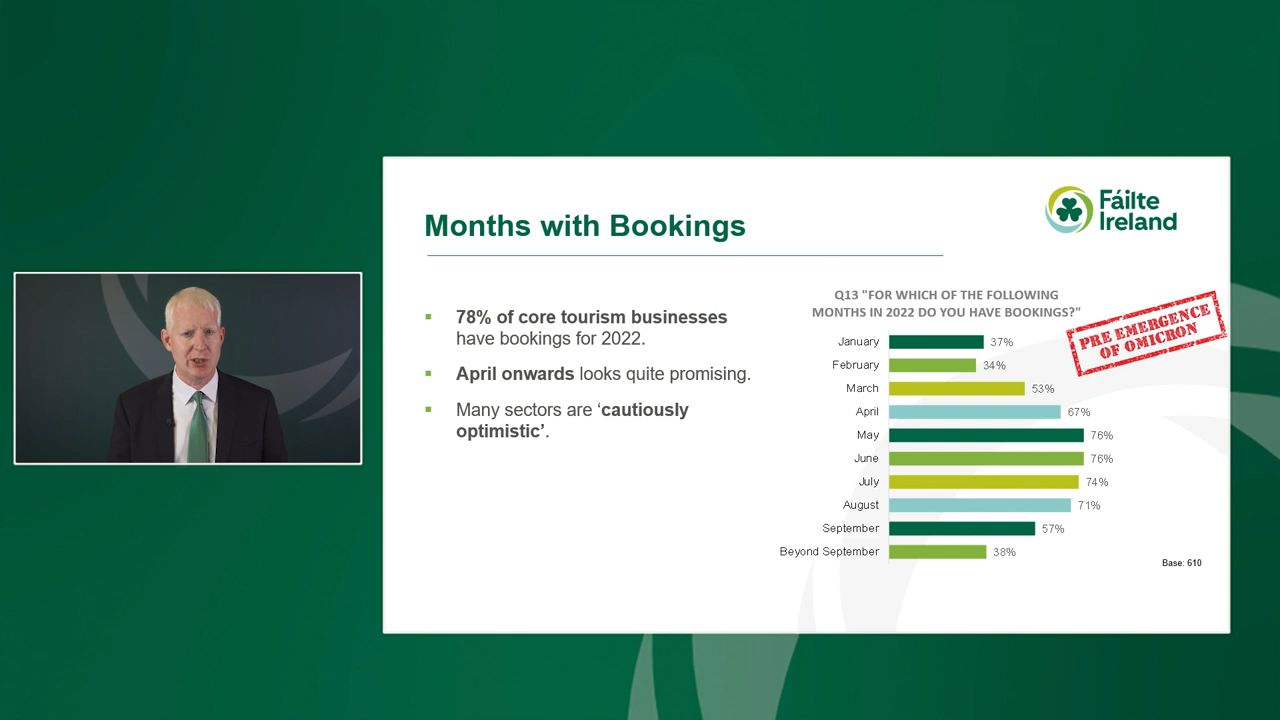 Fáilte
Ireland
Months with Bookings
78% of core tourism businesses
have bookings for 2022.
April onwards looks quite promising.
Many sectors are ‘cautiously
optimistic’.
Q13 "FOR WHICH OF THE FOLLOWING
MONTHS IN 2022 DO YOU HAVE BOOKINGS?"
PRE EMERGENCE
OF OMICRON
January 37%
February 34%
March 53%
April 67%
May 76%
June 76%
July 74%
August 71%
September 57%
Beyond September 38%
Base: 610